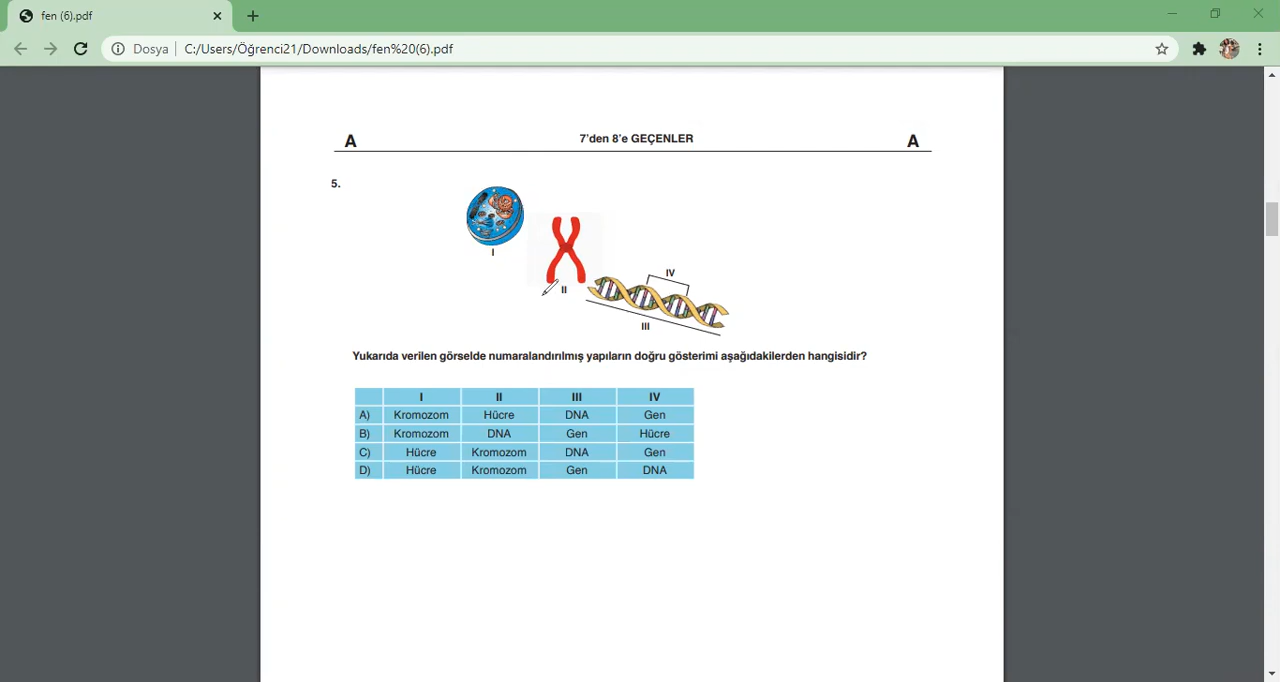 fen (6).pdf
Dosya C:/Users/Öğrenci21/Downloads/fen%20(6).pdf
A 7'den 8'e GEÇENLER A
5.
I
II
IV
III
Yukarıda verilen görselde numaralandırılmış yapıların doğru gösterimi aşağıdakilerden hangisidir?
I II III IV
A) Kromozom Hücre DNA Gen
B) Kromozom DNA Gen Hücre
C) Hücre Kromozom DNA Gen
D) Hücre Kromozom Gen DNA